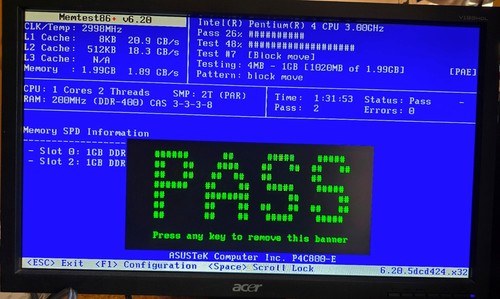 Memtest86+ v6.20
Intel(R) Pentium(R) 4 CPU 3.00GHz
CLK/Temp: 2998MHz
Pass 26% ##########
L1 Cache: 8KB 20.9 GB/s
Test 48% ###################
L2 Cache: 512KB 18.3 GB/s
Test #7 [Block move]
L3 Cache: N/A
Testing: 4MB - 1GB [1020MB of 1.99GB] [PAE]
Memory : 1.99GB 1.89 GB/s
Pattern: block move
CPU: 1 Cores 2 Threads SMP: 2T (PAR)
Time: 1:31:53 Status: Pass -
RAM: 200MHz (DDR-400) CAS 3-3-3-8
Pass: 2 Errors: 0
Memory SPD Information
- Slot 0: 1GB DDR
- Slot 2: 1GB DDR
PASS
Press any key to remove this banner
ASUSTeK Computer Inc. P4C800-E
<ESC> Exit <F1> Configuration <Space> Scroll Lock 6.20.5dcd424.x32
acer